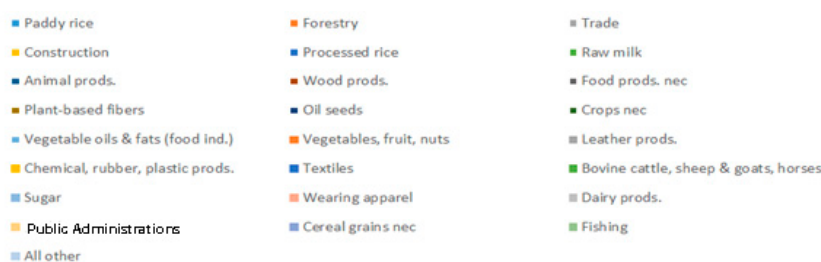 Paddy rice Forestry Trade
Construction Processed rice Raw milk
Animal prods. Wood prods. Food prods. nec
Plant-based fibers Oil seeds Crops nec
Vegetable oils & fats (food ind.) Vegetables, fruit, nuts Leather prods.
Chemical, rubber, plastic prods. Textiles Bovine cattle, sheep & goats, horses
Sugar Wearing apparel Dairy prods.
Public Administrations Cereal grains nec Fishing
All other